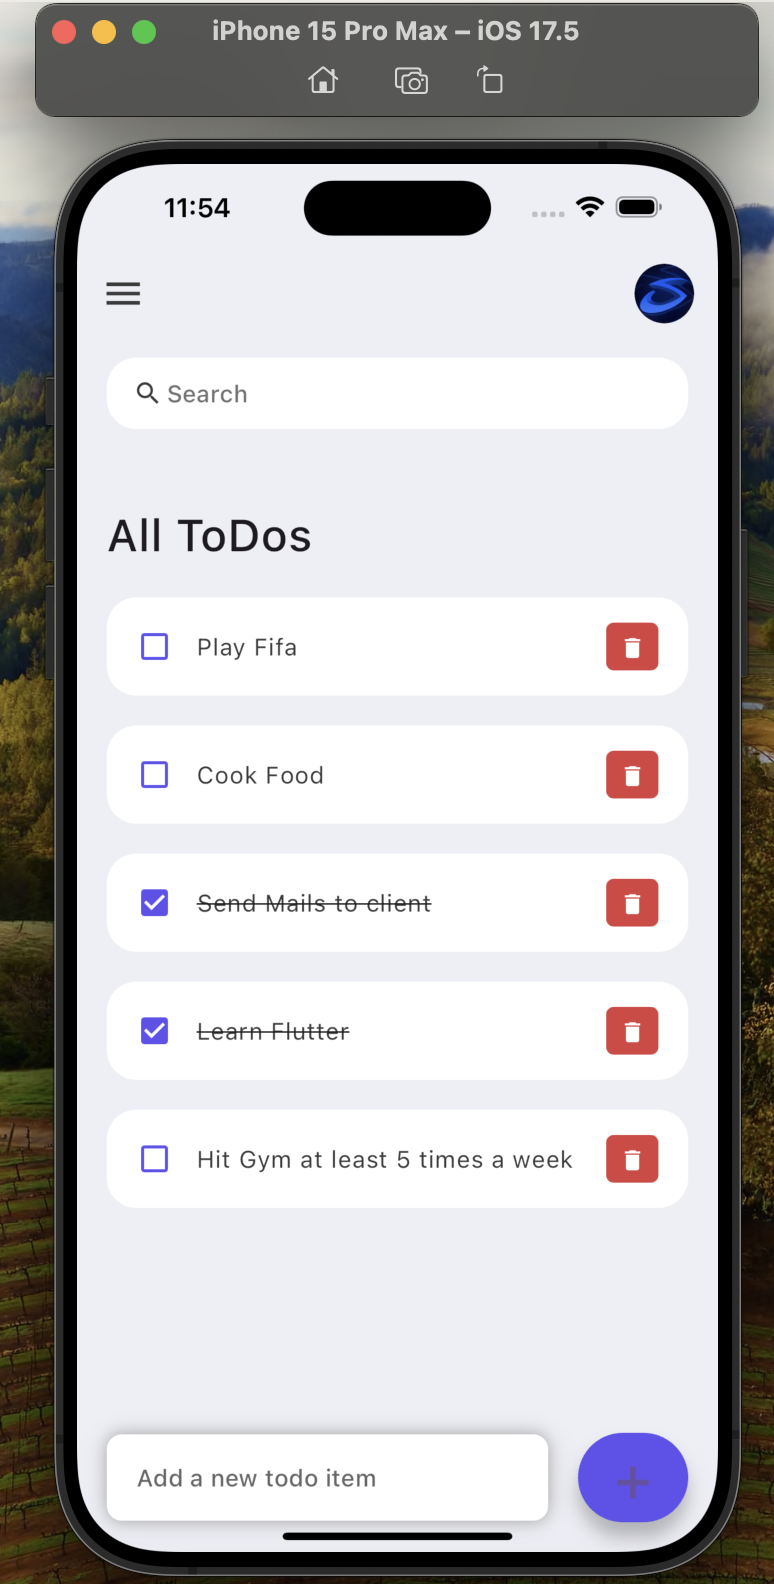 iPhone 15 Pro Max – iOS 17.5
11:54
Search
All ToDos
Play Fifa
Cook Food
Send Mails to client
Learn Flutter
Hit Gym at least 5 times a week
Add a new todo item
+